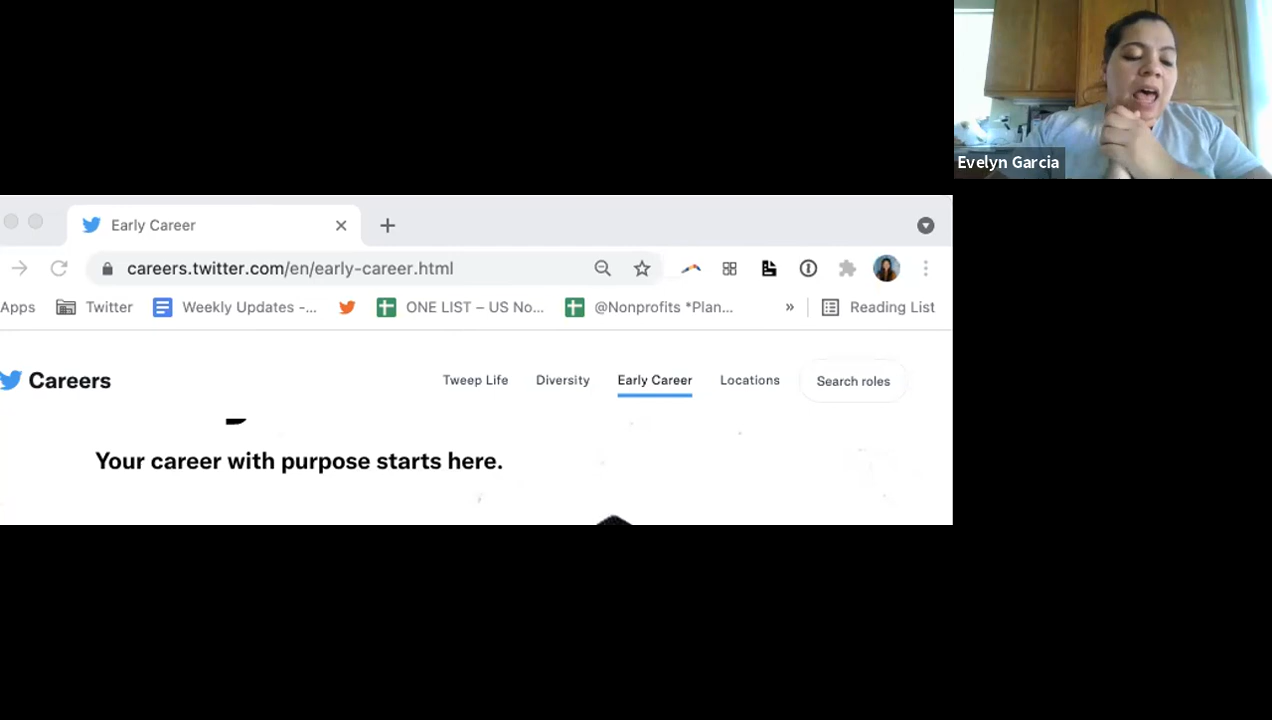 Evelyn Garcia
Early Career
careers.twitter.com/en/early-career.html
Apps Twitter Weekly Updates -... ONE LIST – US No... @Nonprofits *Plan... » Reading List
Careers Tweep Life Diversity Early Career Locations Search roles
Your career with purpose starts here.